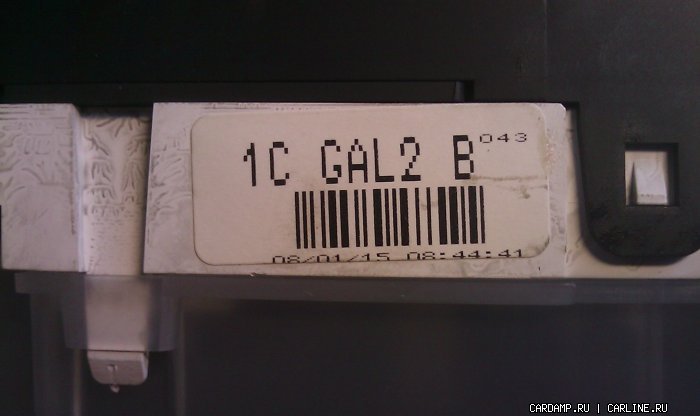 1C GAL2 B 043
08/01/15 08:44:41
CARDAMP.RU | CARLINE.RU